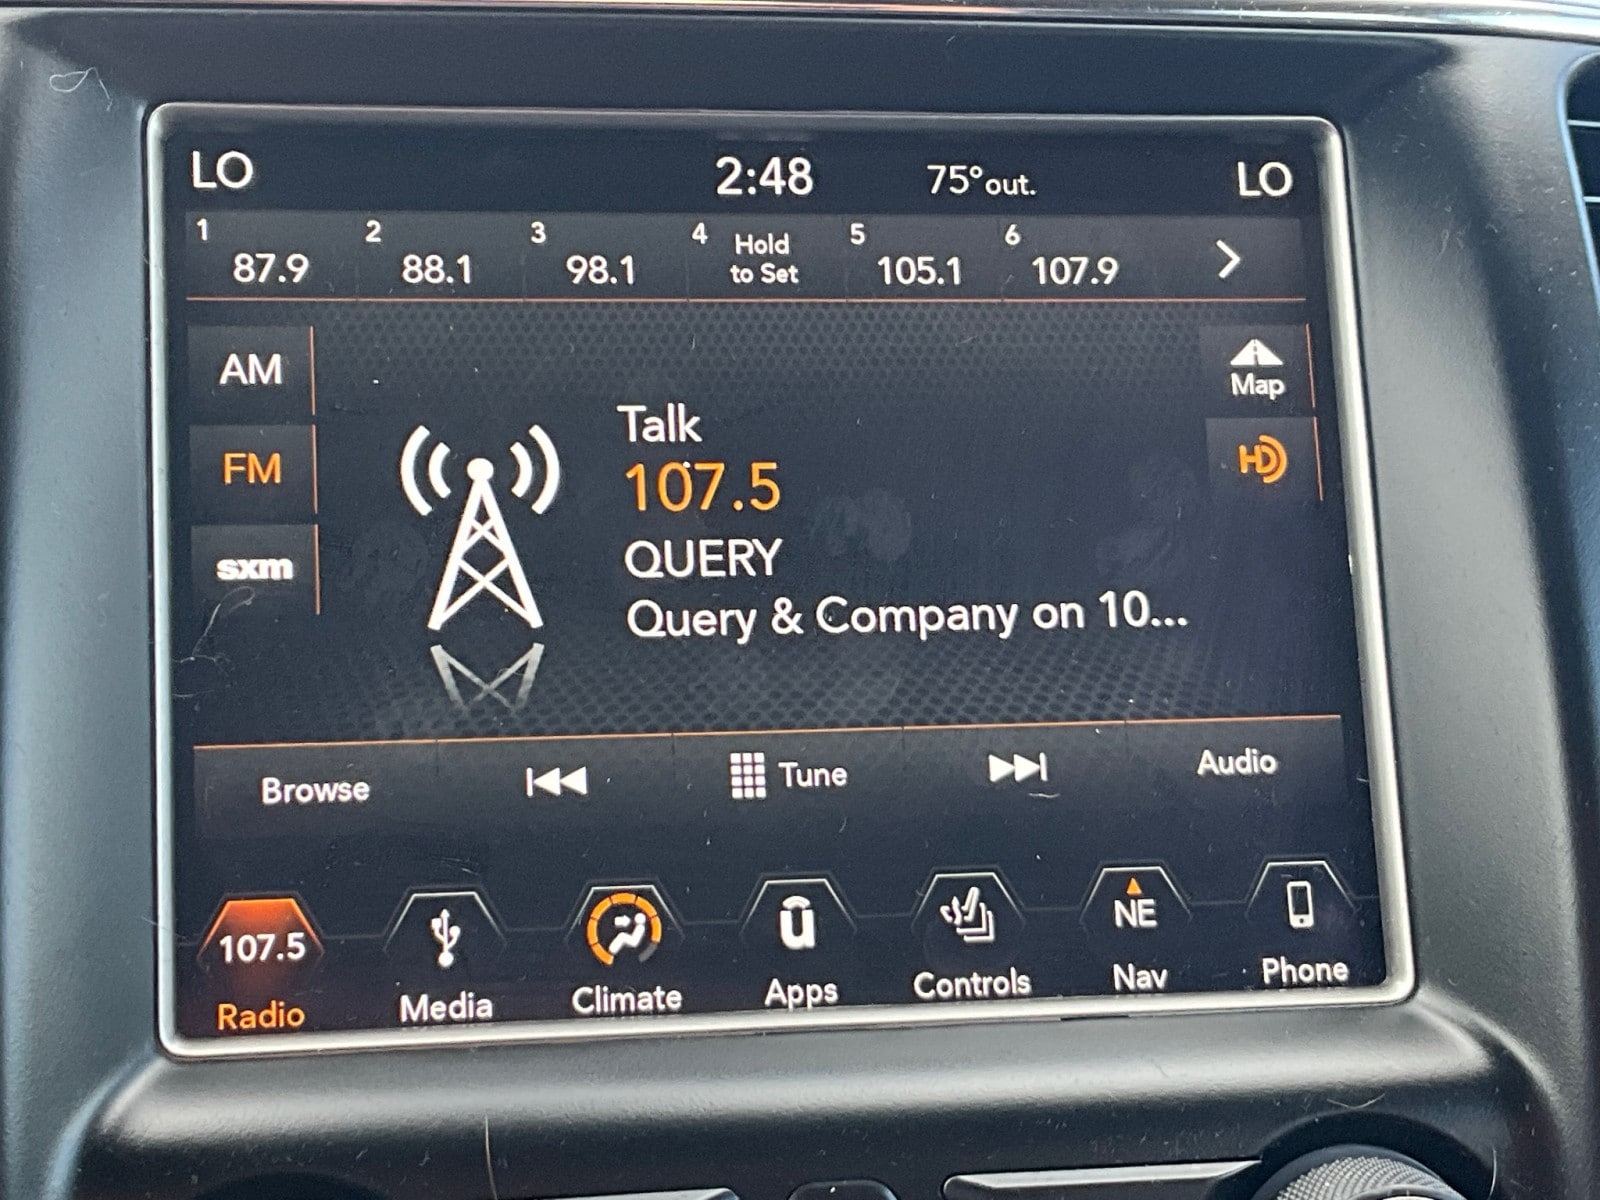 LO 2:48 75°out. LO
1 2 3 4 Hold 5 6
87.9 88.1 98.1 to Set 105.1 107.9
AM
Map
Talk
FM
107.5
HD
QUERY
sxm
Query & Company on 10...
Browse Tune Audio
107.5 u NE
Radio Media Climate Apps Controls Nav Phone